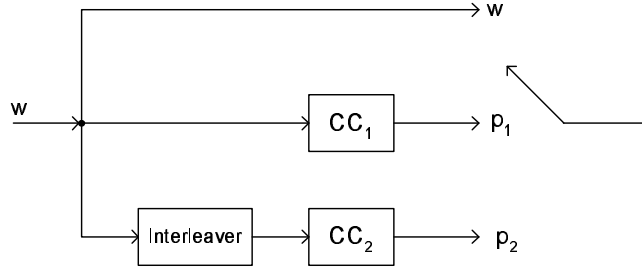 w
w
CC₁
p₁
Interleaver
CC₂
p₂